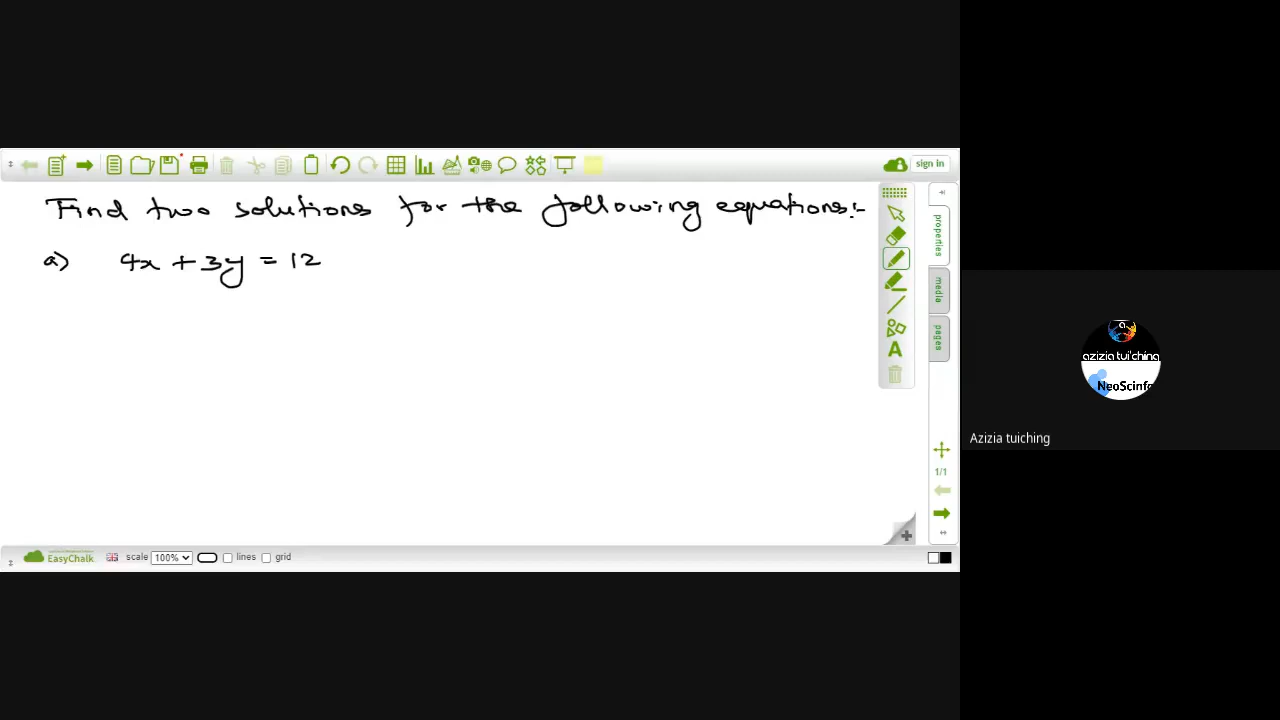 sign in
Find two solutions for the following equations:-
a) 4x + 3y = 12
properties
media
pages
1/1
EasyChalk
scale 100% lines grid
a
azizia tui'ching
NeoScinfo
Azizia tuiching